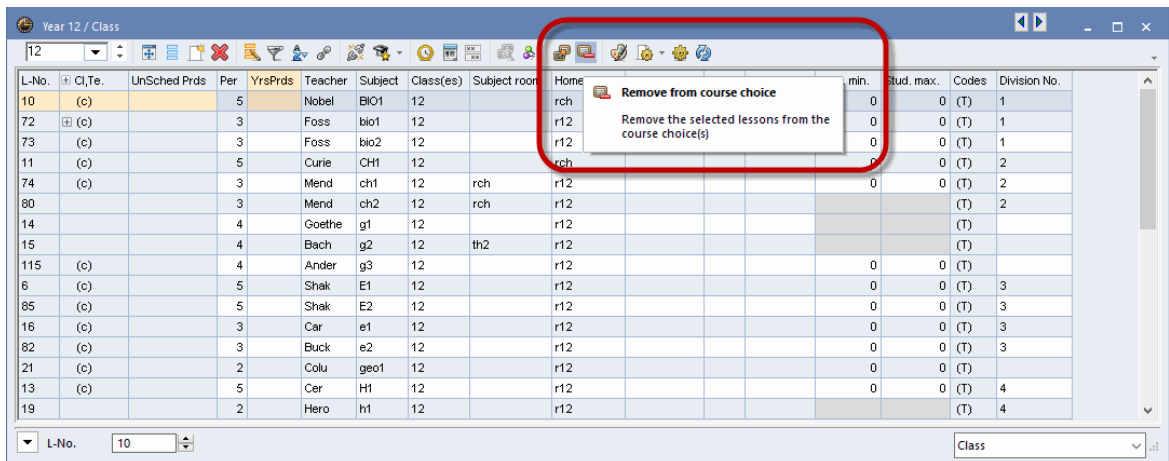 Year 12 / Class
12
L-No. Cl,Te. UnSched Prds Per YrsPrds Teacher Subject Class(es) Subject room Home min. Stud. max. Codes Division No.
10 (c) 5 Nobel BIO1 12 rch 0 0 (T) 1
72 (c) 3 Foss bio1 12 r12 0 0 (T) 1
73 (c) 3 Foss bio2 12 r12 0 0 (T) 1
11 (c) 5 Curie CH1 12 rch 0 0 (T) 2
74 (c) 3 Mend ch1 12 rch r12 0 0 (T) 2
80 3 Mend ch2 12 rch r12 (T) 2
14 4 Goethe g1 12 r12 (T)
15 4 Bach g2 12 th2 r12 (T)
115 (c) 4 Ander g3 12 r12 0 0 (T)
6 (c) 5 Shak E1 12 r12 0 0 (T) 3
85 (c) 5 Shak E2 12 r12 0 0 (T) 3
16 (c) 3 Car e1 12 r12 0 0 (T) 3
82 (c) 3 Buck e2 12 r12 0 0 (T) 3
21 (c) 2 Colu geo1 12 r12 0 0 (T)
13 (c) 5 Cer H1 12 r12 0 0 (T) 4
19 2 Hero h1 12 r12 (T) 4
Remove from course choice
Remove the selected lessons from the
course choice(s)
L-No. 10 Class